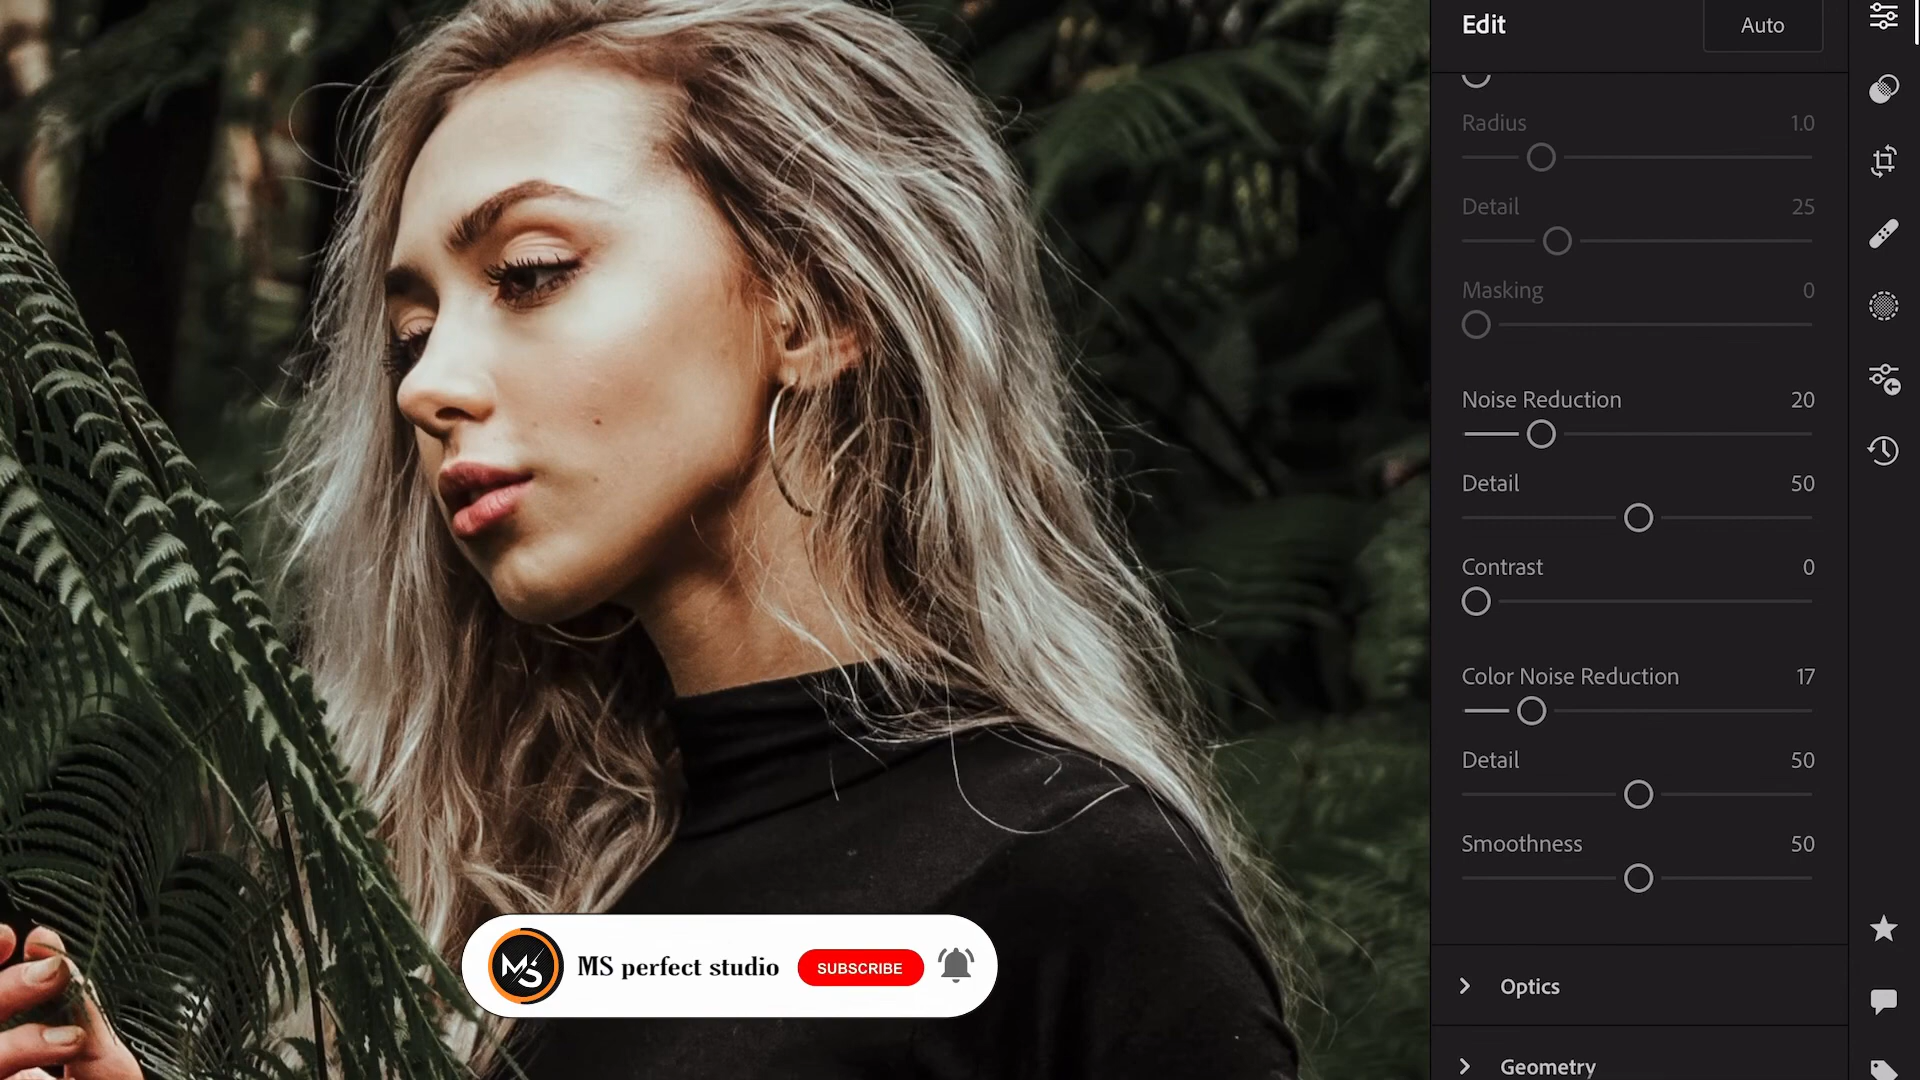 Edit
Auto
Radius 1.0
Detail 25
Masking 0
Noise Reduction 20
Detail 50
Contrast 0
Color Noise Reduction 17
Detail 50
Smoothness 50
Optics
Geometry
MS MS perfect studio SUBSCRIBE